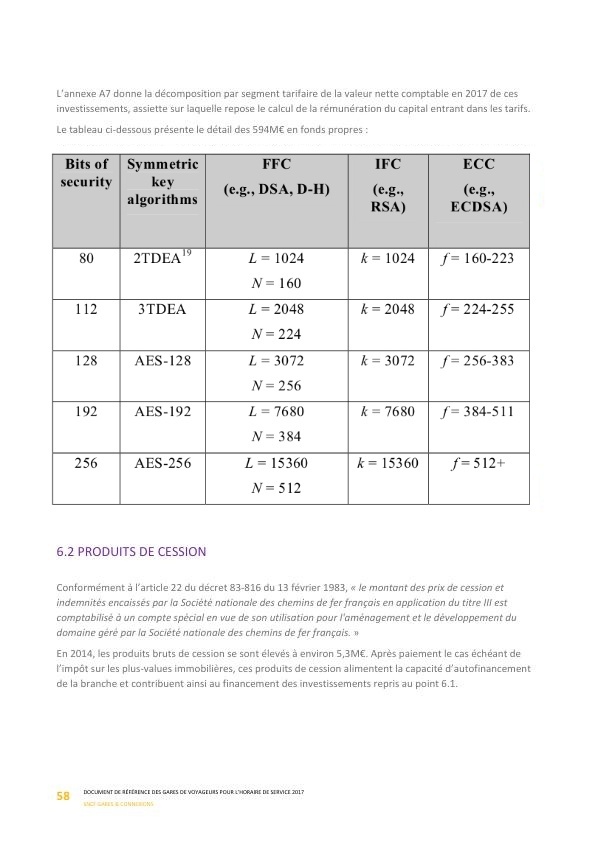 L'annexe A7 donne la décomposition par segment tarifaire de la valeur nette comptable en 2017 de ces
investissements, assiette sur laquelle repose le calcul de la rémunération du capital entrant dans les tarifs.
Le tableau ci-dessous présente le détail des 594M€ en fonds propres :
Bits of security | Symmetric key algorithms | FFC (e.g., DSA, D-H) | IFC (e.g., RSA) | ECC (e.g., ECDSA)
80 | 2TDEA19 | L = 1024 N = 160 | k = 1024 | f = 160-223
112 | 3TDEA | L = 2048 N = 224 | k = 2048 | f = 224-255
128 | AES-128 | L = 3072 N = 256 | k = 3072 | f = 256-383
192 | AES-192 | L = 7680 N = 384 | k = 7680 | f = 384-511
256 | AES-256 | L = 15360 N = 512 | k = 15360 | f = 512+
6.2 PRODUITS DE CESSION
Conformément à l'article 22 du décret 83-816 du 13 février 1983, « le montant des prix de cession et
indemnités encaissés par la Société nationale des chemins de fer français en application du titre III est
comptabilisé à un compte spécial en vue de son utilisation pour l'aménagement et le développement du
domaine géré par la Société nationale des chemins de fer français. »
En 2014, les produits bruts de cession se sont élevés à environ 5,3M€. Après paiement le cas échéant de
l'impôt sur les plus-values immobilières, ces produits de cession alimentent la capacité d'autofinancement
de la branche et contribuent ainsi au financement des investissements repris au point 6.1.
58 DOCUMENT DE RÉFÉRENCE DES GARES DE VOYAGEURS POUR L'HORAIRE DE SERVICE 2017
SNCF GARES & CONNEXIONS